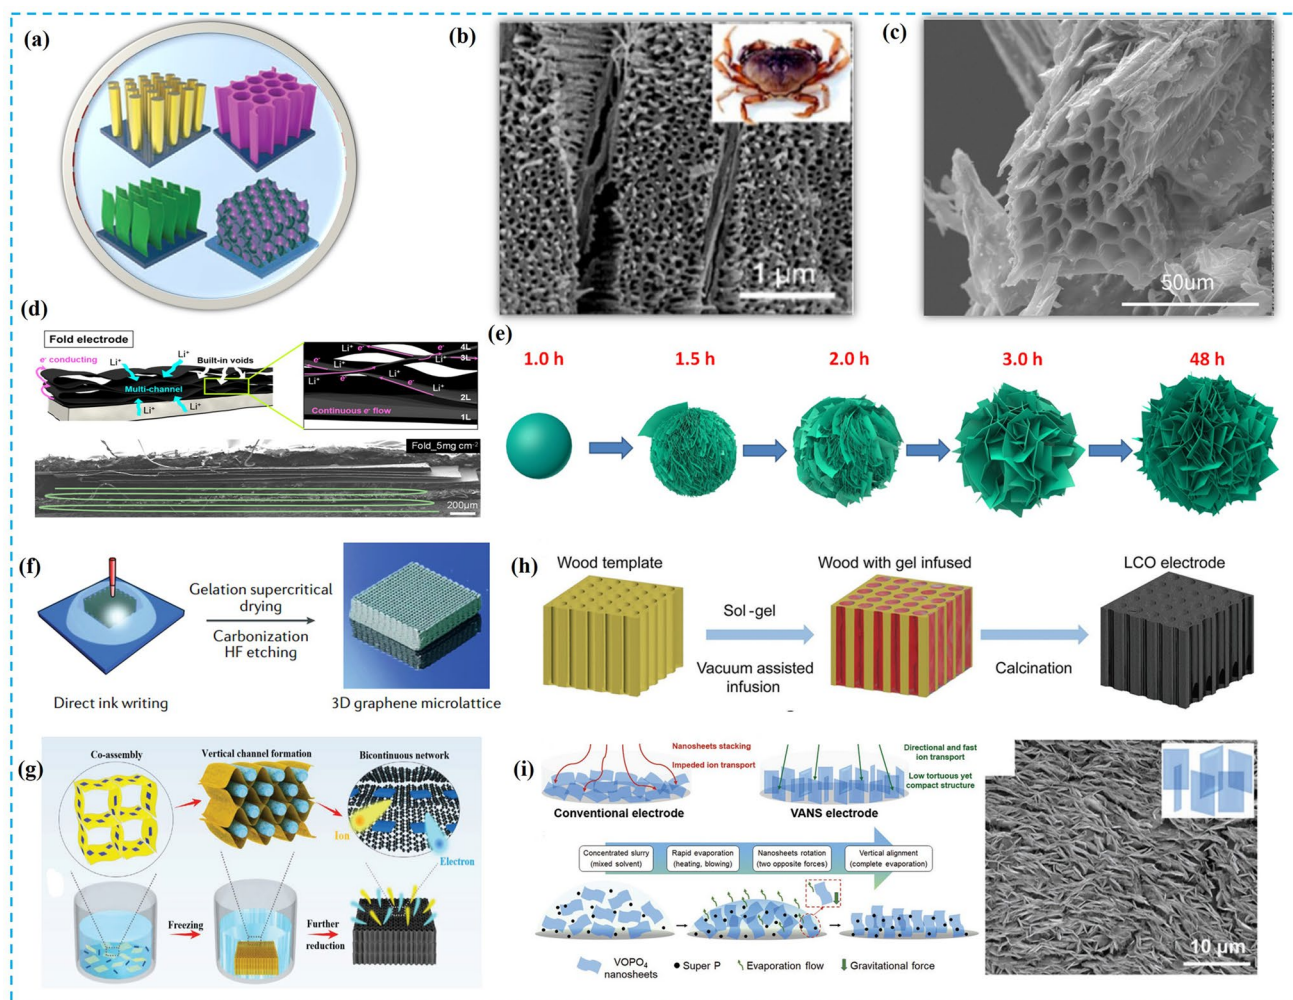 (a)
(b)
1 μm
(c)
50um
(d)
Fold electrode
e⁻ conducting
Li⁺
Li⁺
Built-in voids
Multi-channel
Li⁺
Li⁺
Li⁺
e⁻
4L
Li⁺
e⁻
3L
Li⁺
e⁻
Li⁺
e⁻
Li⁺
2L
Continuous e⁻ flow
1L
Fold_5mg cm⁻²
200μm
(e)
1.0 h
1.5 h
2.0 h
3.0 h
48 h
(f)
Gelation supercritical
drying
Carbonization
HF etching
Direct ink writing
3D graphene microlattice
(h)
Wood template
Wood with gel infused
LCO electrode
Sol-gel
Vacuum assisted
infusion
Calcination
(g)
Co-assembly
Vertical channel formation
Bicontinuous network
Ion
Electron
Freezing
Further
reduction
(i)
Nanosheets stacking
Impeded ion transport
Directional and fast
ion transport
Low tortuous yet
compact structure
Conventional electrode
VANS electrode
Concentrated slurry
(mixed solvent)
Rapid evaporation
(heating, blowing)
Nanosheets rotation
(two opposite forces)
Vertical alignment
(complete evaporation)
VOPO₄
nanosheets
Super P
Evaporation flow
Gravitational force
10 μm